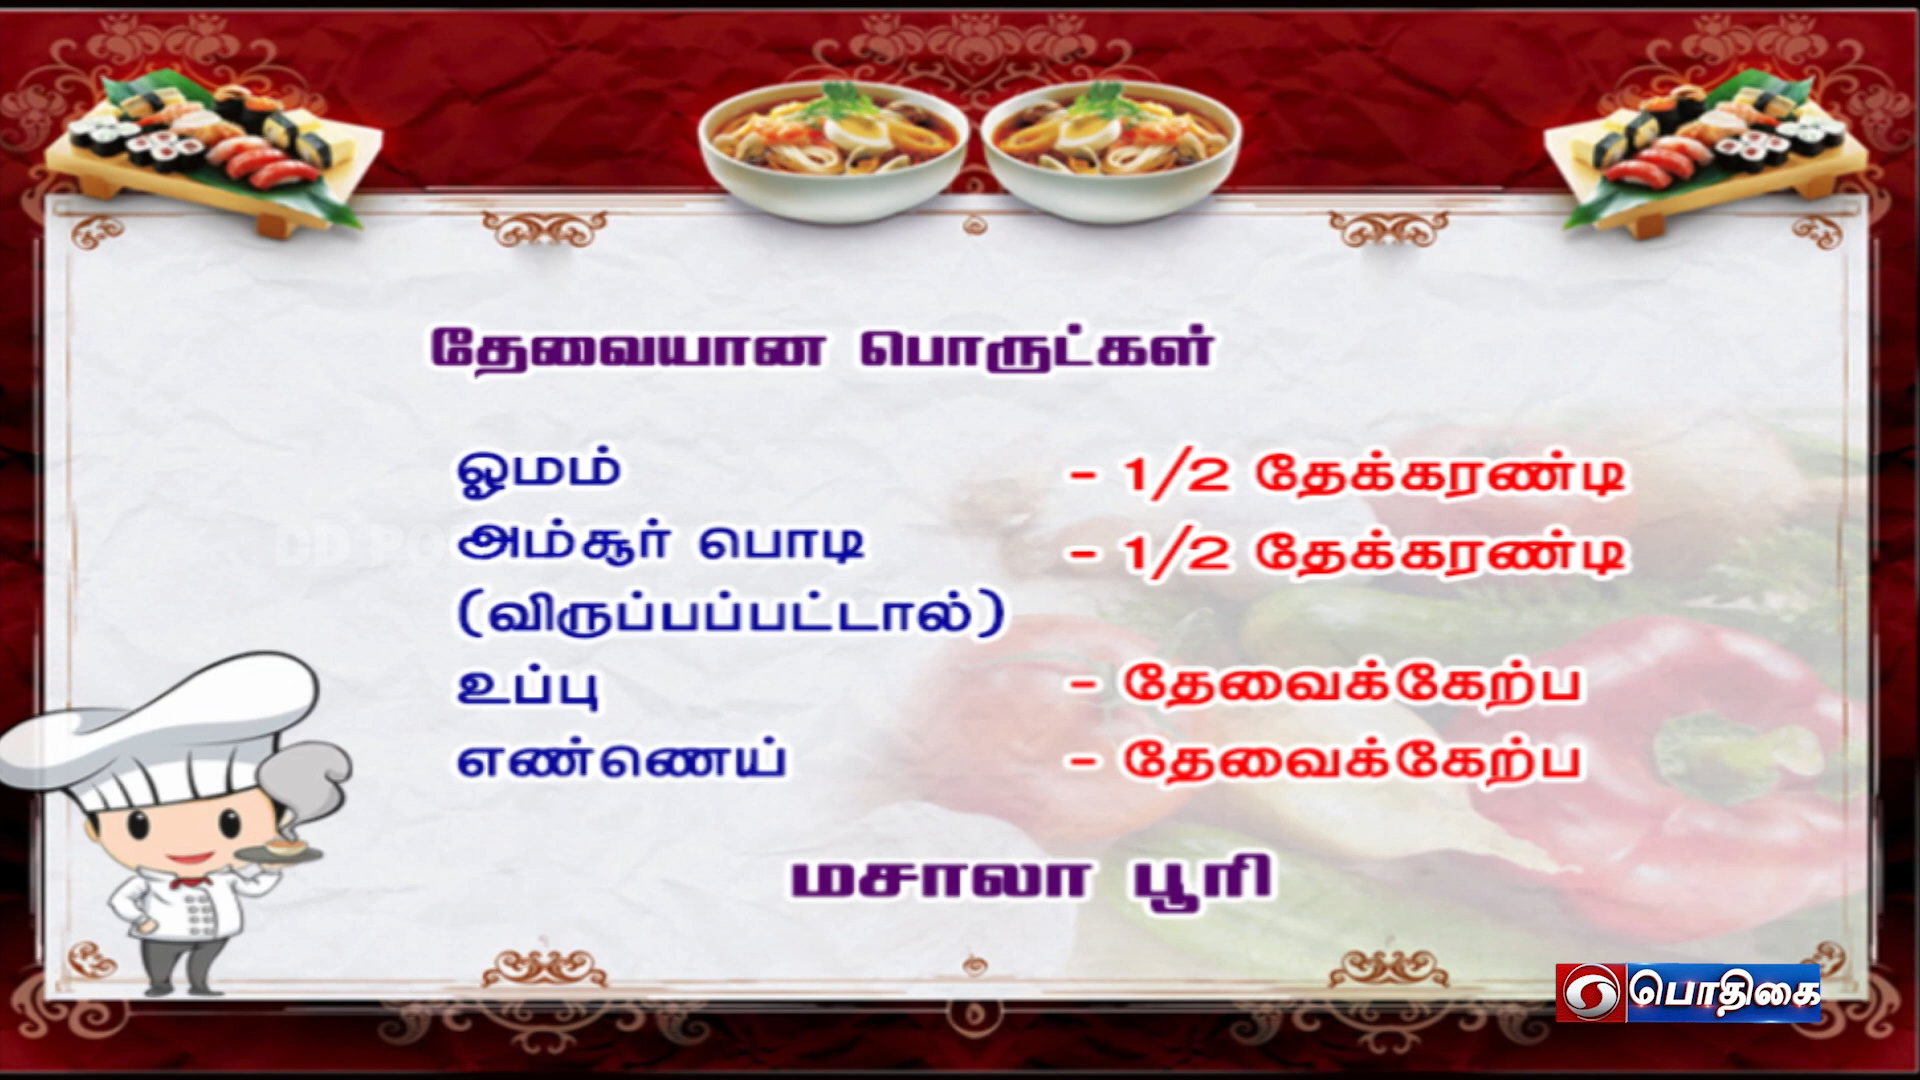 தேவையான பொருட்கள்
ஓமம் - 1/2 தேக்கரண்டி
அம்சூர் பொடி - 1/2 தேக்கரண்டி
(விருப்பப்பட்டால்)
உப்பு - தேவைக்கேற்ப
எண்ணெய் - தேவைக்கேற்ப
மசாலா பூரி
பொதிகை